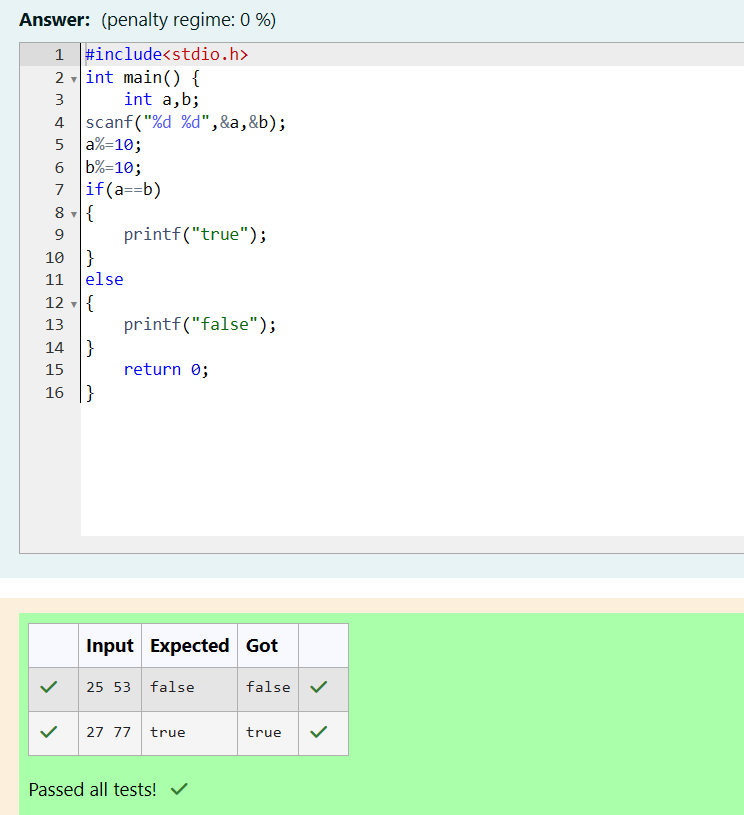 Answer: (penalty regime: 0 %)
1 #include<stdio.h>
2 int main() {
3     int a,b;
4 scanf("%d %d",&a,&b);
5 a%=10;
6 b%=10;
7 if(a==b)
8 {
9     printf("true");
10 }
11 else
12 {
13     printf("false");
14 }
15     return 0;
16 }
Input Expected Got
25 53 false false
27 77 true true
Passed all tests!